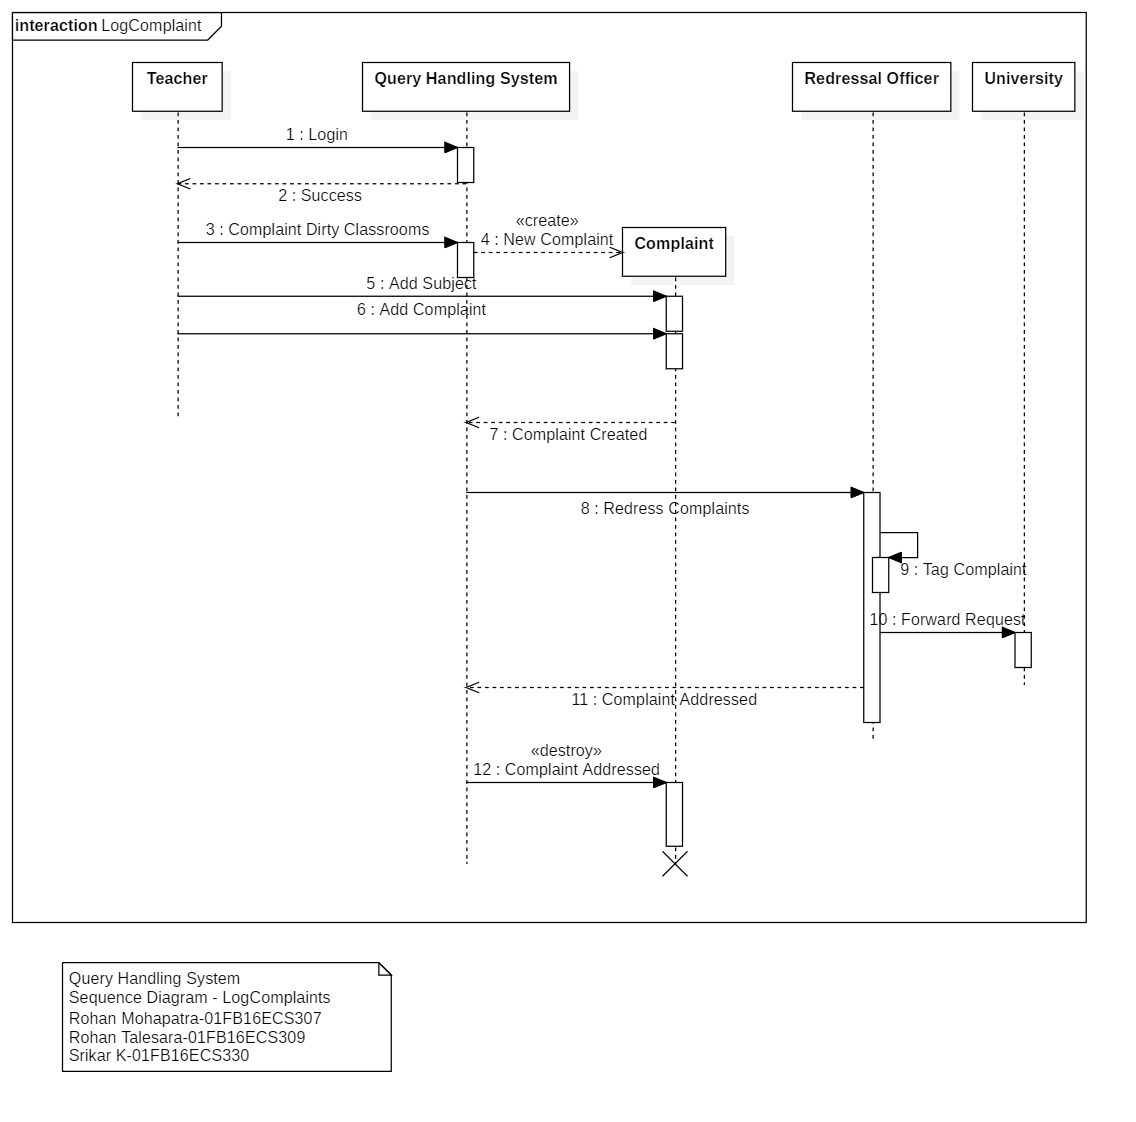 interaction LogComplaint
Teacher
Query Handling System
Redressal Officer
University
1 : Login
2 : Success
«create»
3 : Complaint Dirty Classrooms
4 : New Complaint
Complaint
5 : Add Subject
6 : Add Complaint
7 : Complaint Created
8 : Redress Complaints
9 : Tag Complaint
10 : Forward Request
11 : Complaint Addressed
«destroy»
12 : Complaint Addressed
Query Handling System
Sequence Diagram - LogComplaints
Rohan Mohapatra-01FB16ECS307
Rohan Talesara-01FB16ECS309
Srikar K-01FB16ECS330